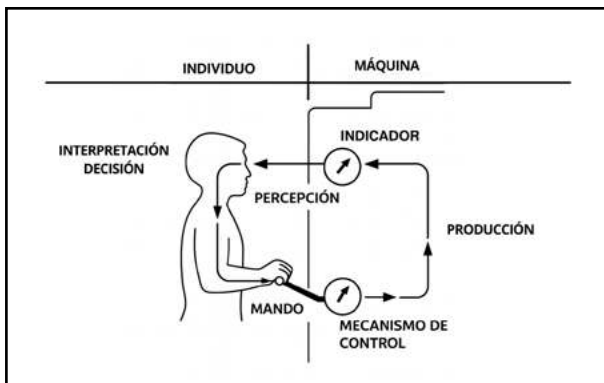 INDIVIDUO
MÁQUINA
INDICADOR
INTERPRETACIÓN
DECISIÓN
PERCEPCIÓN
PRODUCCIÓN
MANDO
MECANISMO DE
CONTROL